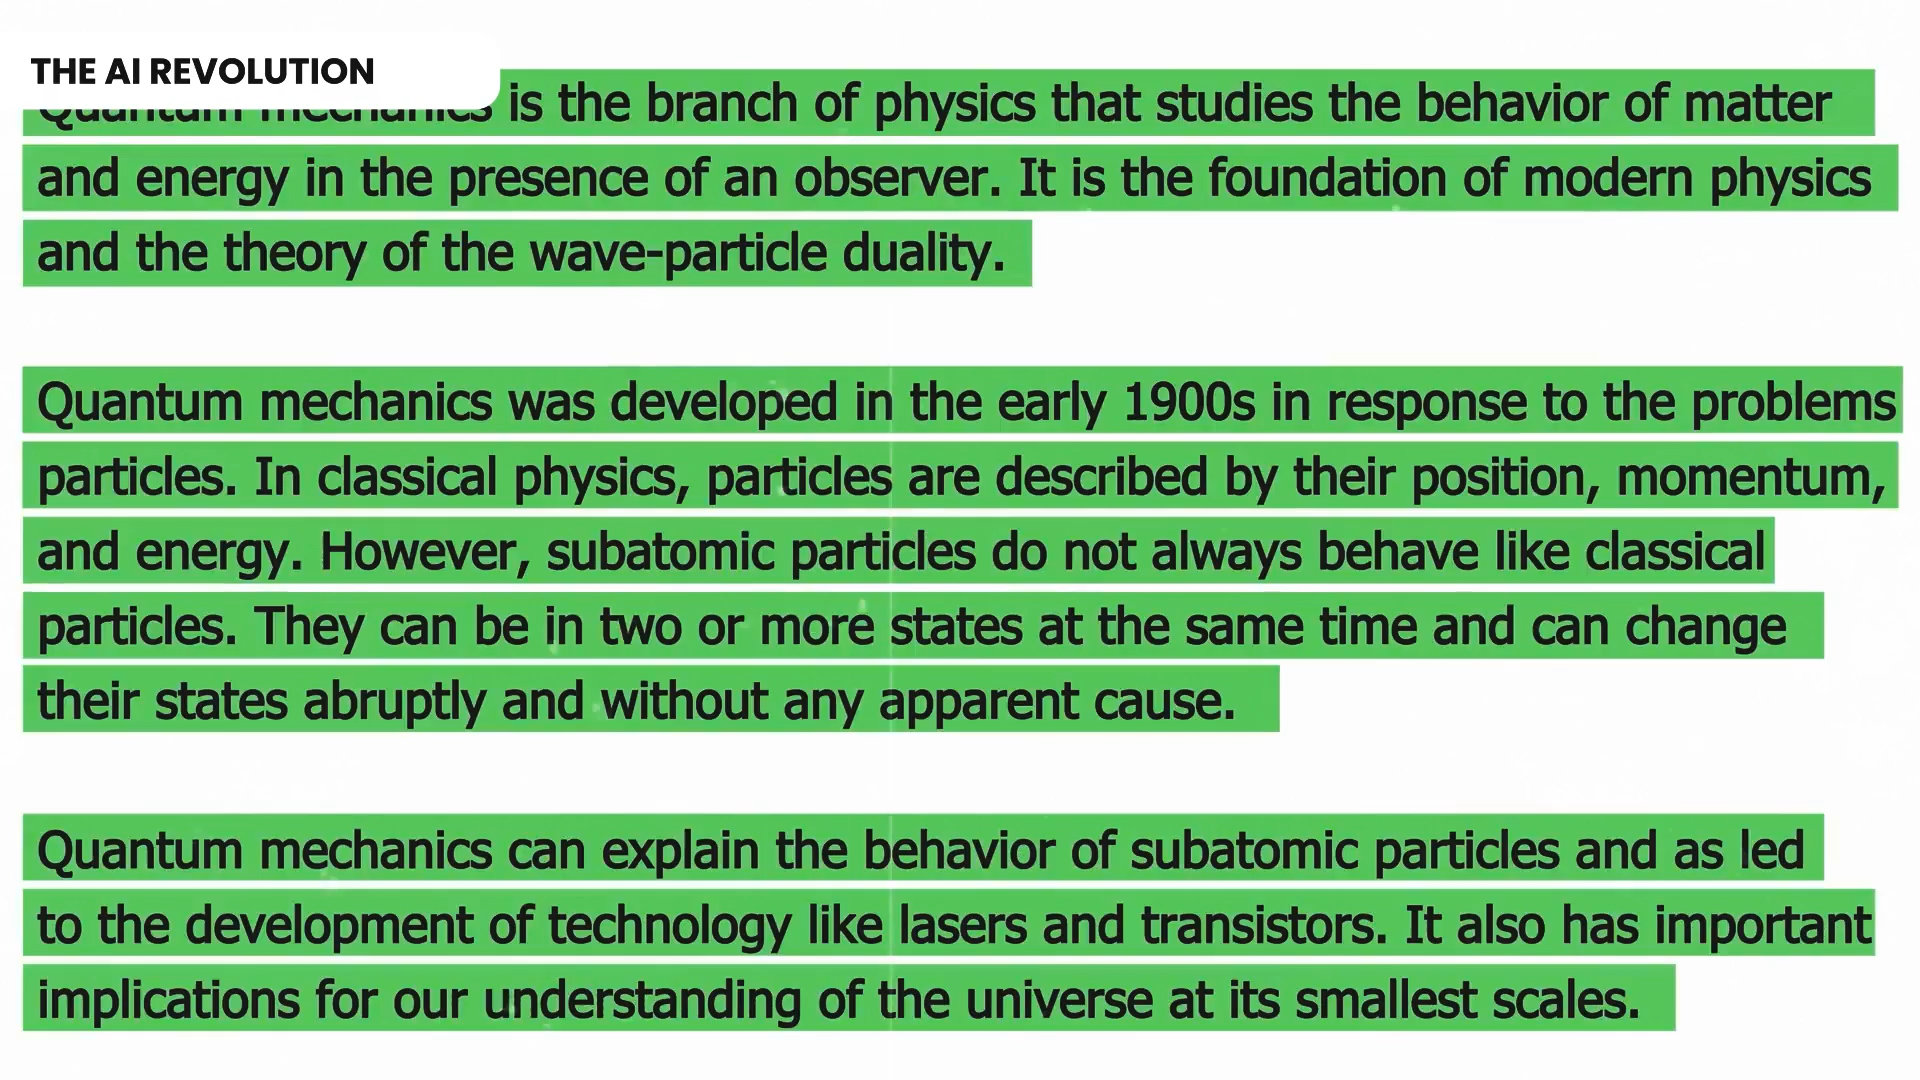 THE AI REVOLUTION
Quantum mechanics is the branch of physics that studies the behavior of matter
and energy in the presence of an observer. It is the foundation of modern physics
and the theory of the wave-particle duality.
Quantum mechanics was developed in the early 1900s in response to the problems
particles. In classical physics, particles are described by their position, momentum,
and energy. However, subatomic particles do not always behave like classical
particles. They can be in two or more states at the same time and can change
their states abruptly and without any apparent cause.
Quantum mechanics can explain the behavior of subatomic particles and as led
to the development of technology like lasers and transistors. It also has important
implications for our understanding of the universe at its smallest scales.